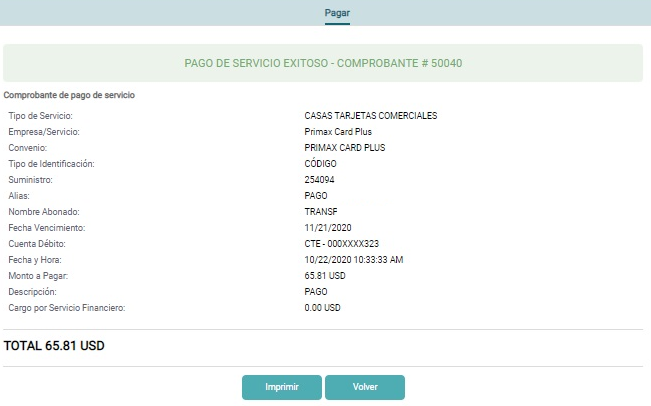 Pagar
PAGO DE SERVICIO EXITOSO - COMPROBANTE # 50040
Comprobante de pago de servicio
Tipo de Servicio: CASAS TARJETAS COMERCIALES
Empresa/Servicio: Primax Card Plus
Convenio: PRIMAX CARD PLUS
Tipo de Identificación: CÓDIGO
Suministro: 254094
Alias: PAGO
Nombre Abonado: TRANSF
Fecha Vencimiento: 11/21/2020
Cuenta Débito: CTE - 000XXXX323
Fecha y Hora: 10/22/2020 10:33:33 AM
Monto a Pagar: 65.81 USD
Descripción: PAGO
Cargo por Servicio Financiero: 0.00 USD
TOTAL 65.81 USD
Imprimir Volver